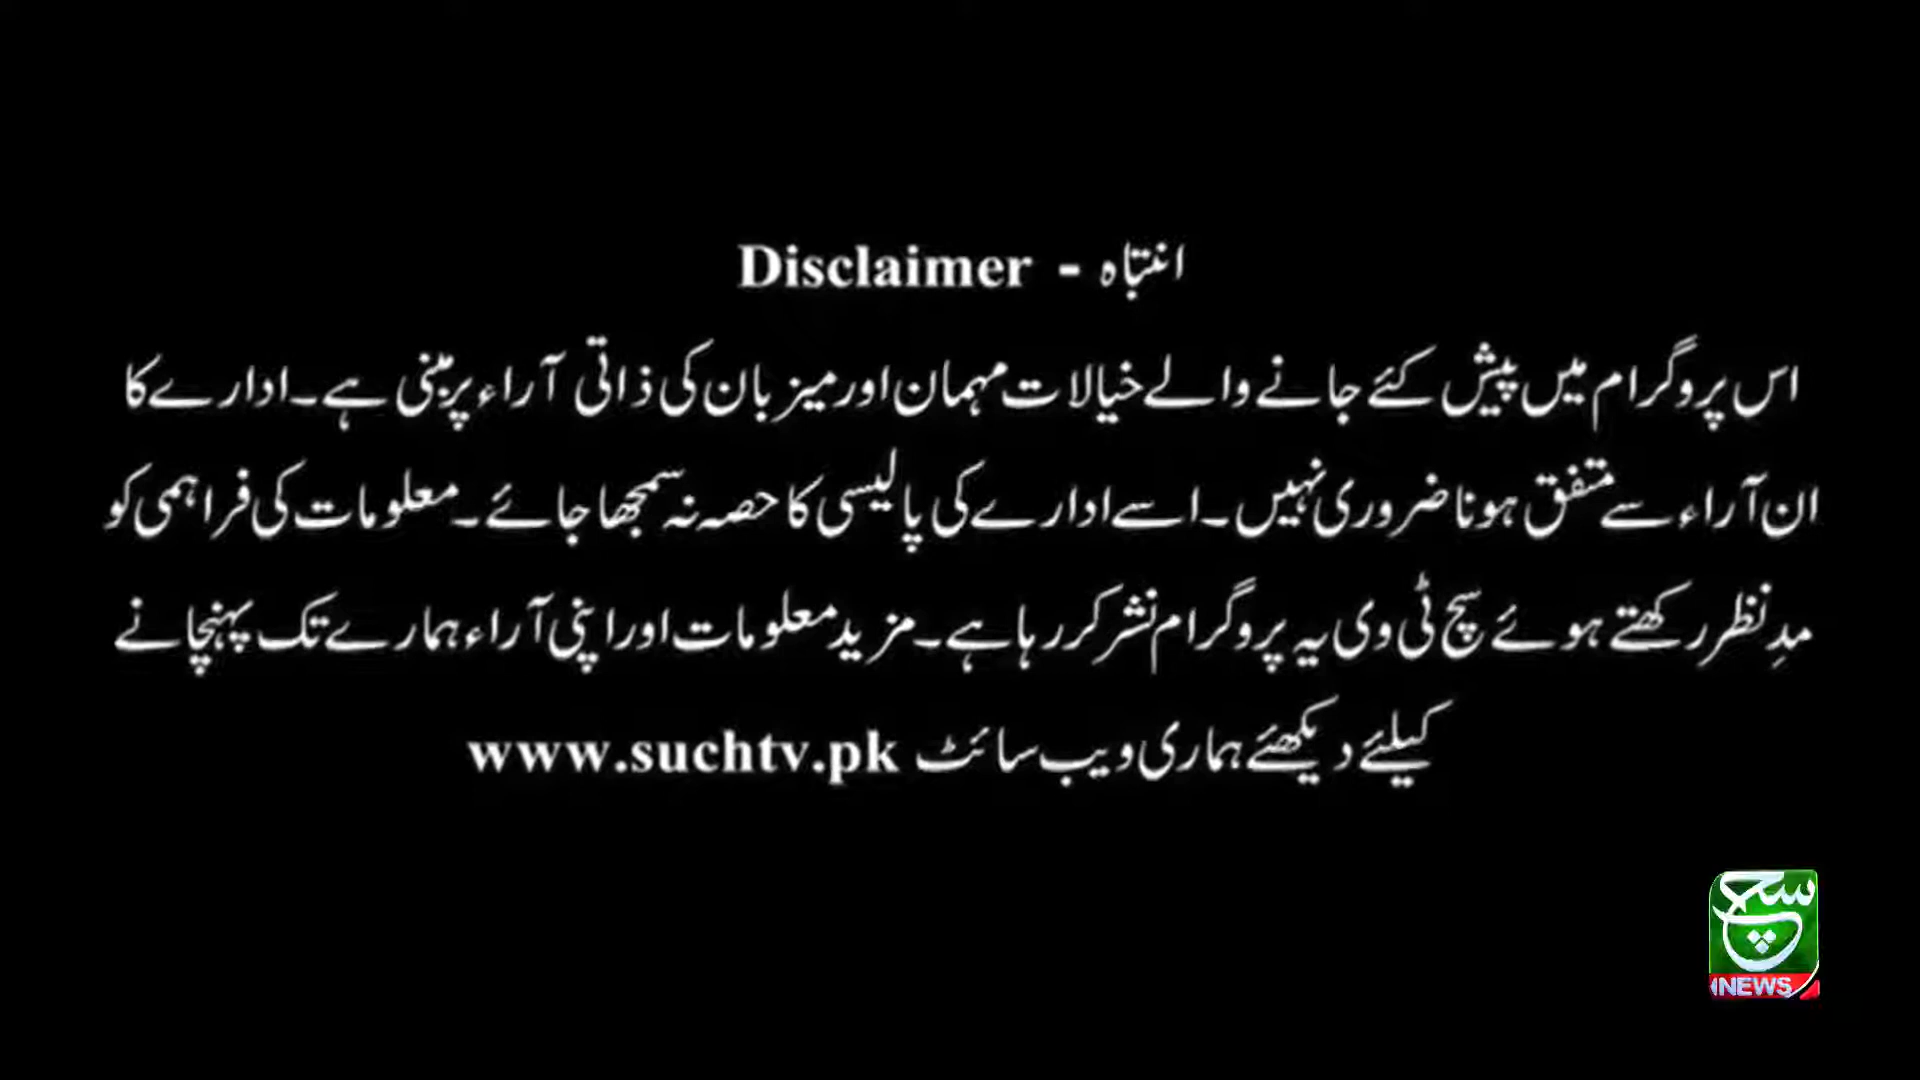 انتباہ - Disclaimer
اس پروگرام میں پیش کئے جانے والے خیالات مہمان اور میزبان کی ذاتی آراء پر مبنی ہے۔ ادارے کا
ان آراء سے متفق ہونا ضروری نہیں۔ اسے ادارے کی پالیسی کا حصہ نہ سمجھا جائے۔ معلومات کی فراہمی کو
مدِ نظر رکھتے ہوئے سچ ٹی وی یہ پروگرام نشر کر رہا ہے۔ مزید معلومات اور اپنی آراء ہمارے تک پہنچانے
کیلئے دیکھئے ہماری ویب سائٹ www.suchtv.pk
سچ
NEWS